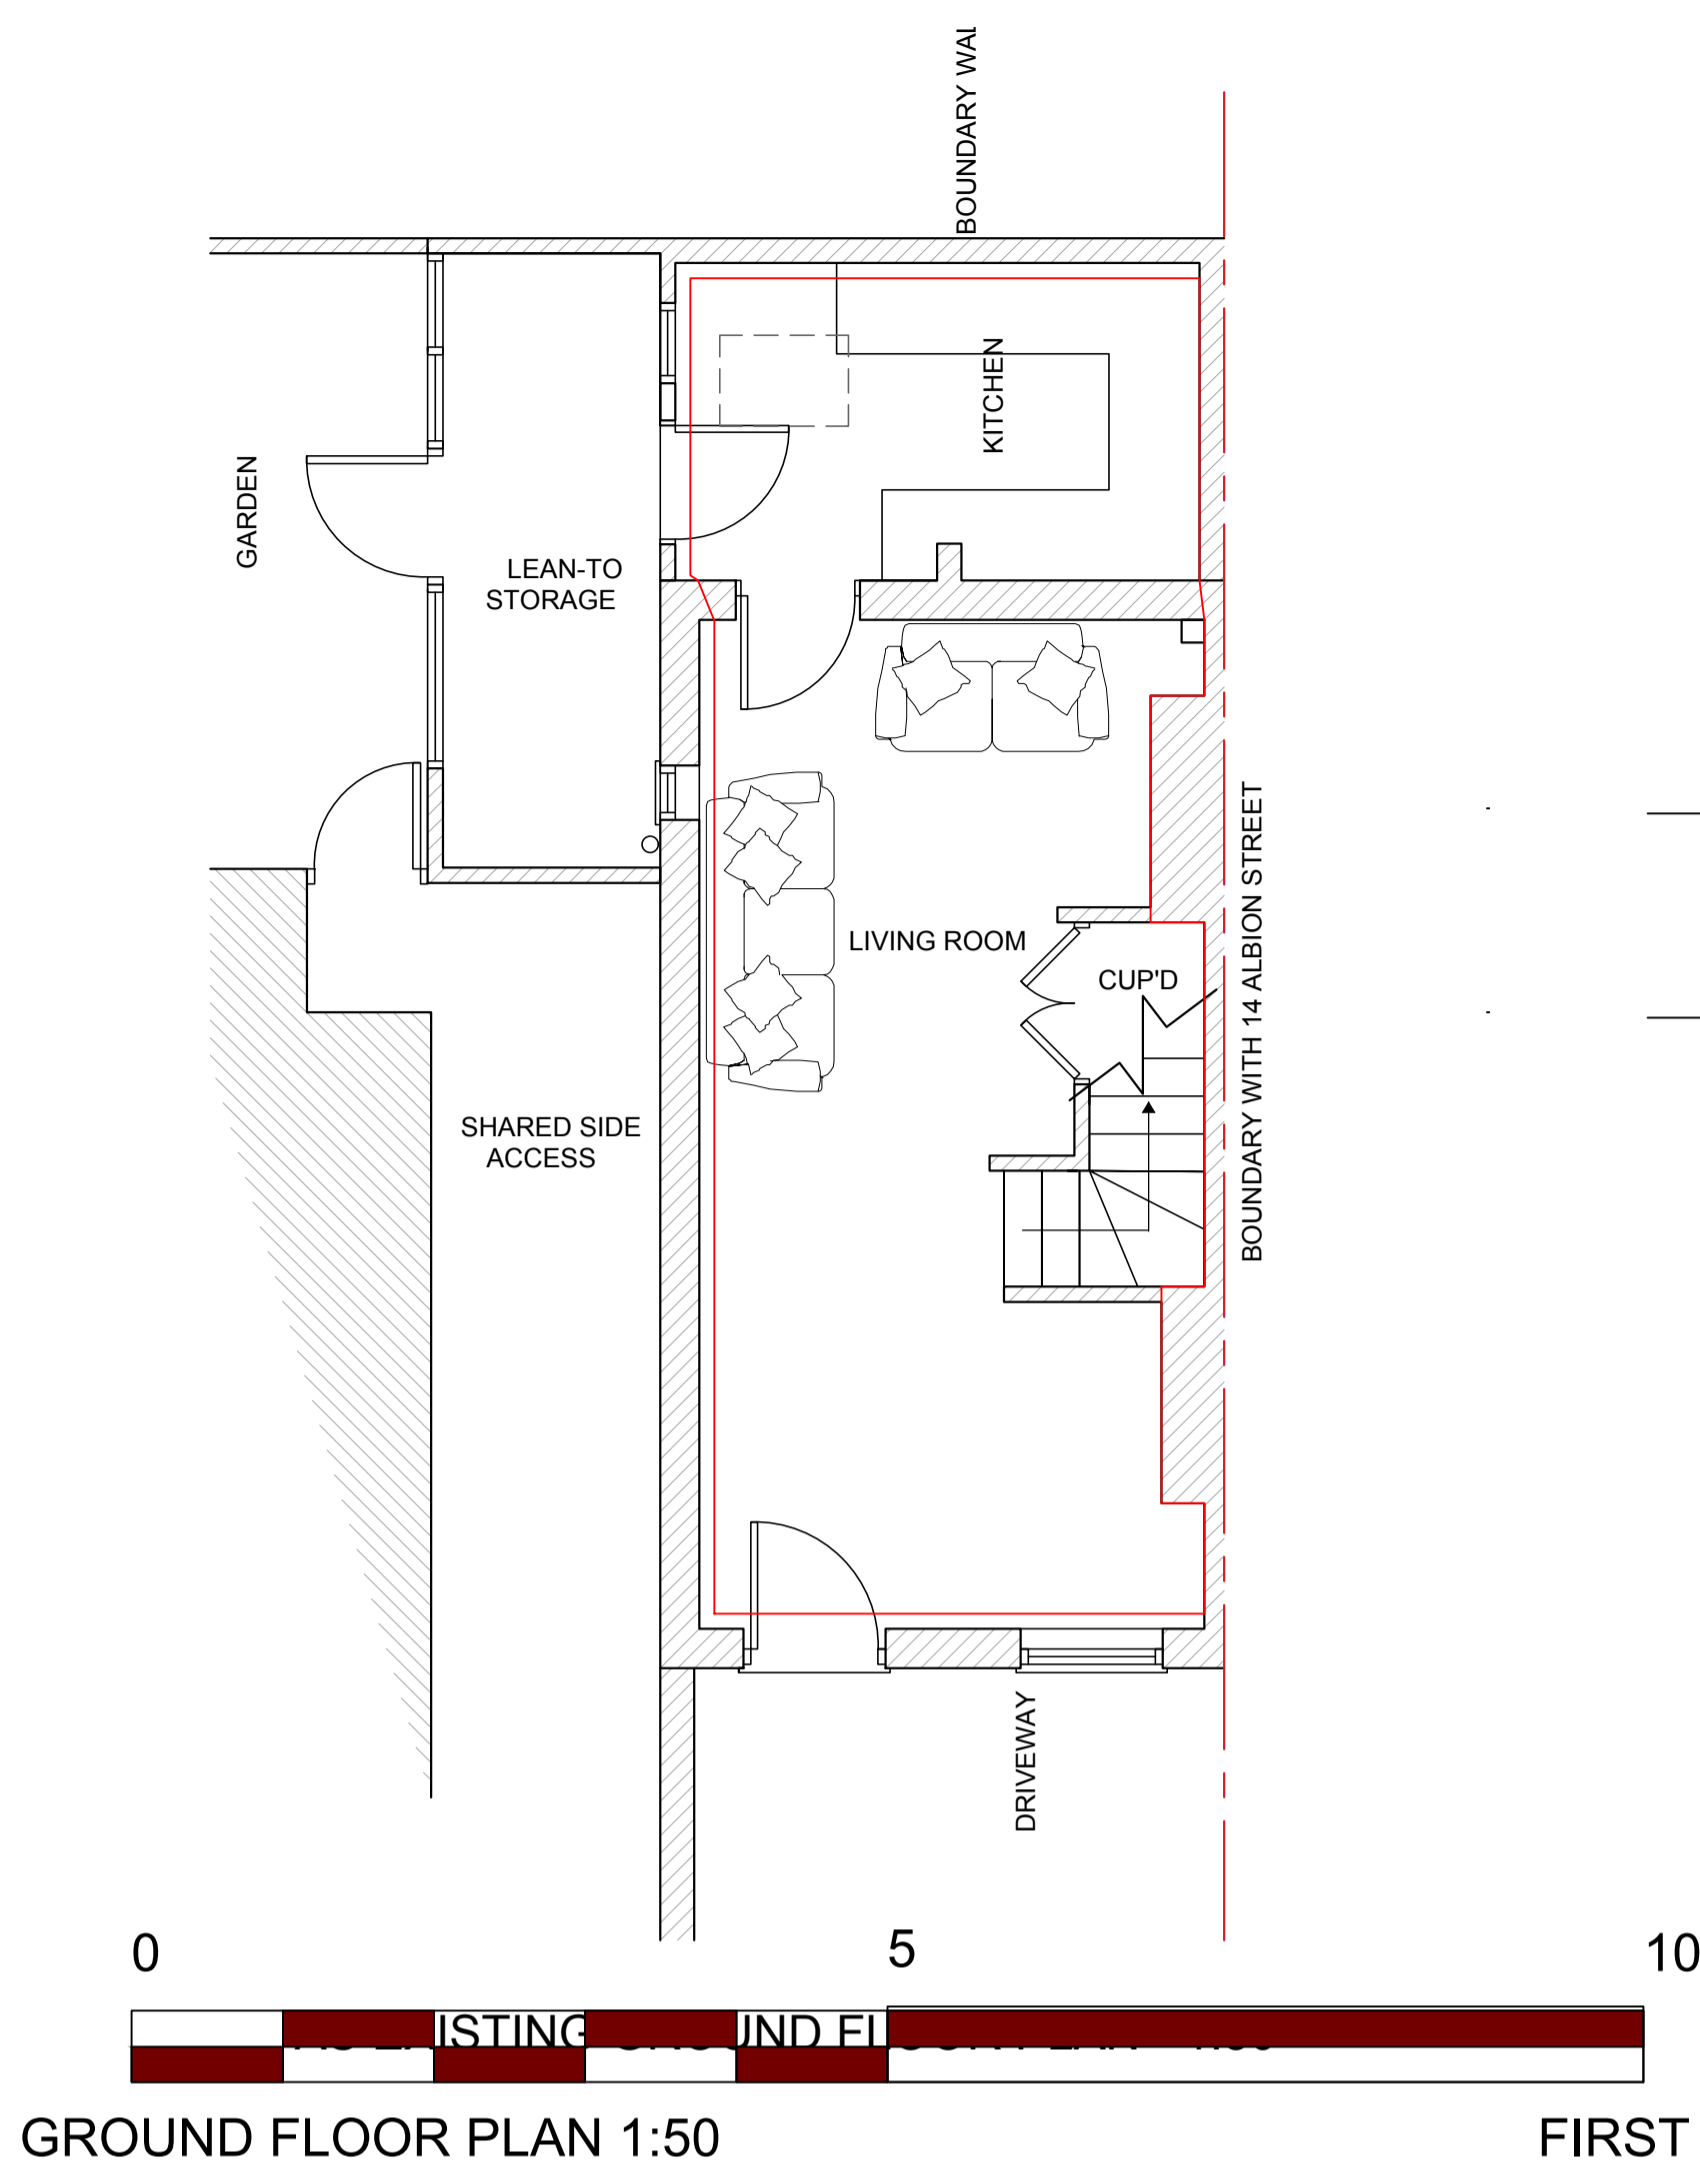 BOUNDARY WAL
GARDEN
KITCHEN
LEAN-TO
STORAGE
LIVING ROOM
CUP'D
BOUNDARY WITH 14 ALBION STREET
SHARED SIDE
ACCESS
DRIVEWAY
0 5 10
GROUND FLOOR PLAN 1:50
FIRST